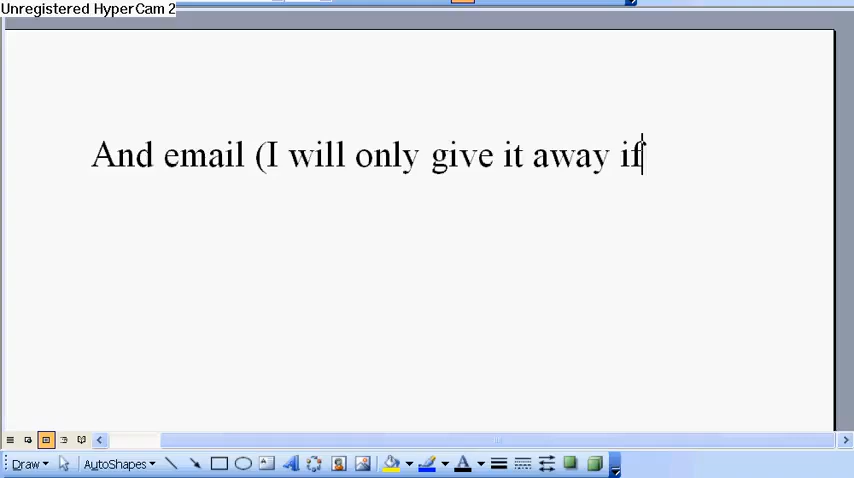 Unregistered HyperCam 2
And email (I will only give it away if
Draw
AutoShapes